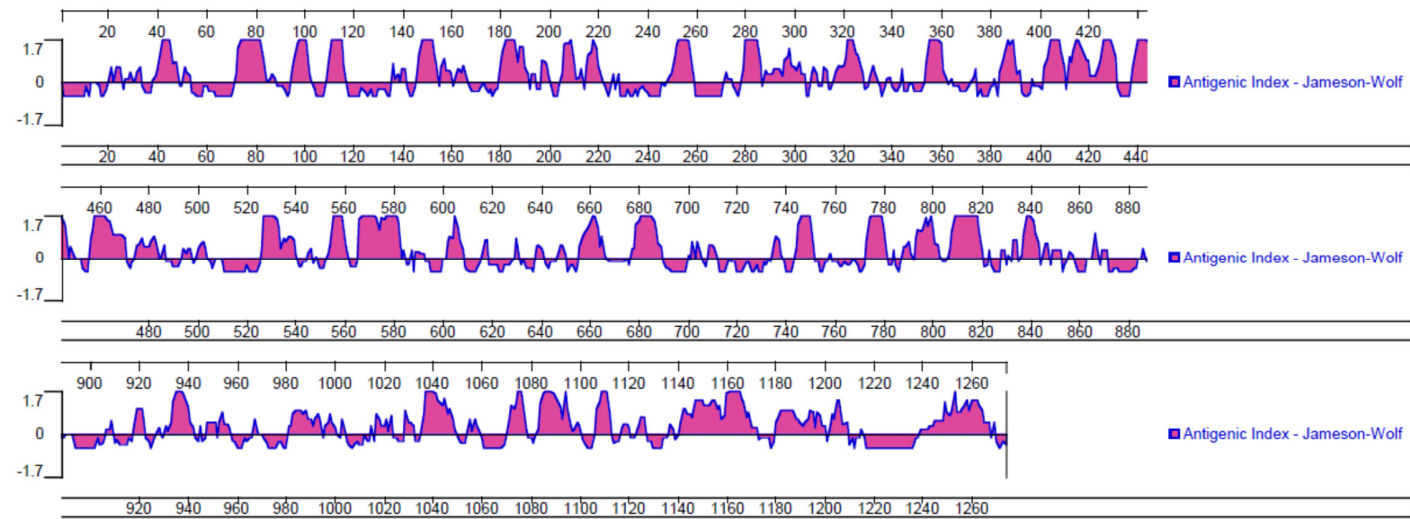 20 40 60 80 100 120 140 160 180 200 220 240 260 280 300 320 340 360 380 400 420
1.7
0
-1.7
Antigenic Index - Jameson-Wolf
20 40 60 80 100 120 140 160 180 200 220 240 260 280 300 320 340 360 380 400 420 440
460 480 500 520 540 560 580 600 620 640 660 680 700 720 740 760 780 800 820 840 860 880
1.7
0
-1.7
Antigenic Index - Jameson-Wolf
480 500 520 540 560 580 600 620 640 660 680 700 720 740 760 780 800 820 840 860 880
900 920 940 960 980 1000 1020 1040 1060 1080 1100 1120 1140 1160 1180 1200 1220 1240 1260
1.7
0
-1.7
Antigenic Index - Jameson-Wolf
920 940 960 980 1000 1020 1040 1060 1080 1100 1120 1140 1160 1180 1200 1220 1240 1260